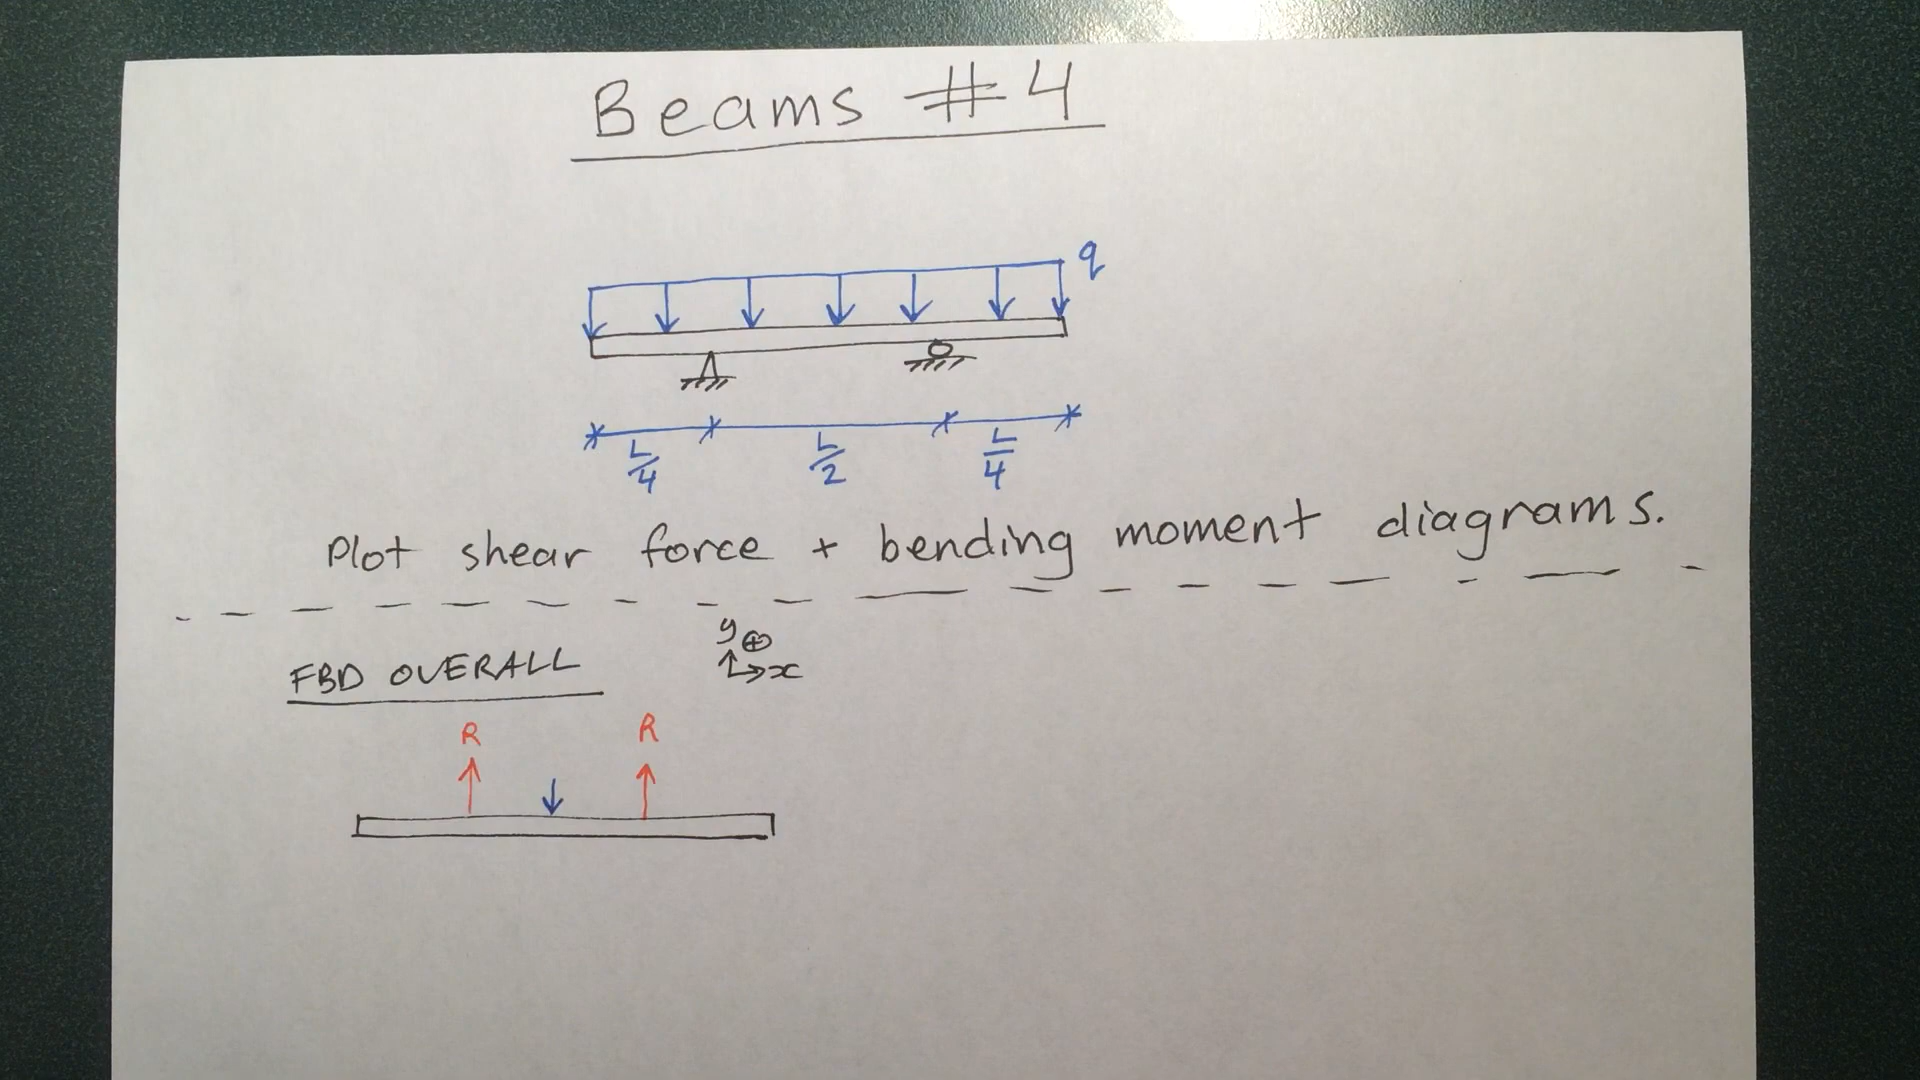 Beams #4
q
L/4 L/2 L/4
Plot shear force + bending moment diagrams.
y
FBD OVERALL
x
R R